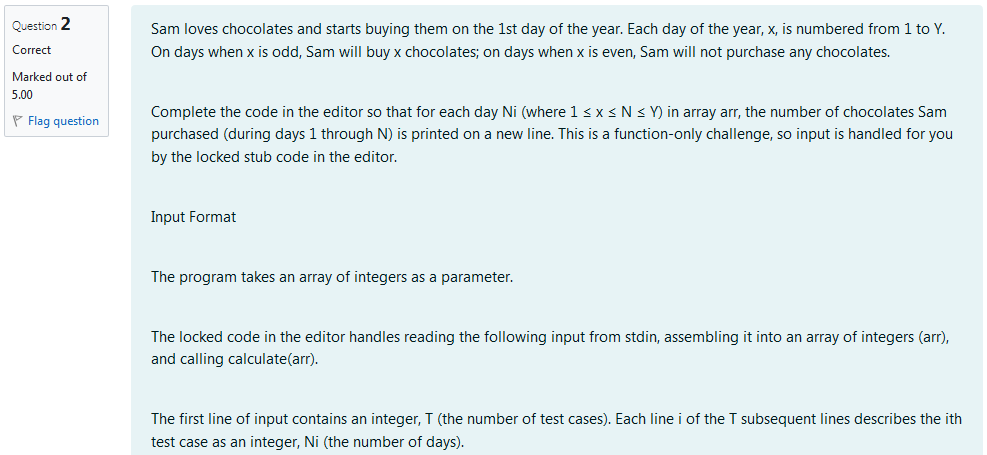 Question 2
Correct
Marked out of
5.00
Flag question
Sam loves chocolates and starts buying them on the 1st day of the year. Each day of the year, x, is numbered from 1 to Y.
On days when x is odd, Sam will buy x chocolates; on days when x is even, Sam will not purchase any chocolates.
Complete the code in the editor so that for each day Ni (where 1 ≤ x ≤ N ≤ Y) in array arr, the number of chocolates Sam
purchased (during days 1 through N) is printed on a new line. This is a function-only challenge, so input is handled for you
by the locked stub code in the editor.
Input Format
The program takes an array of integers as a parameter.
The locked code in the editor handles reading the following input from stdin, assembling it into an array of integers (arr),
and calling calculate(arr).
The first line of input contains an integer, T (the number of test cases). Each line i of the T subsequent lines describes the ith
test case as an integer, Ni (the number of days).